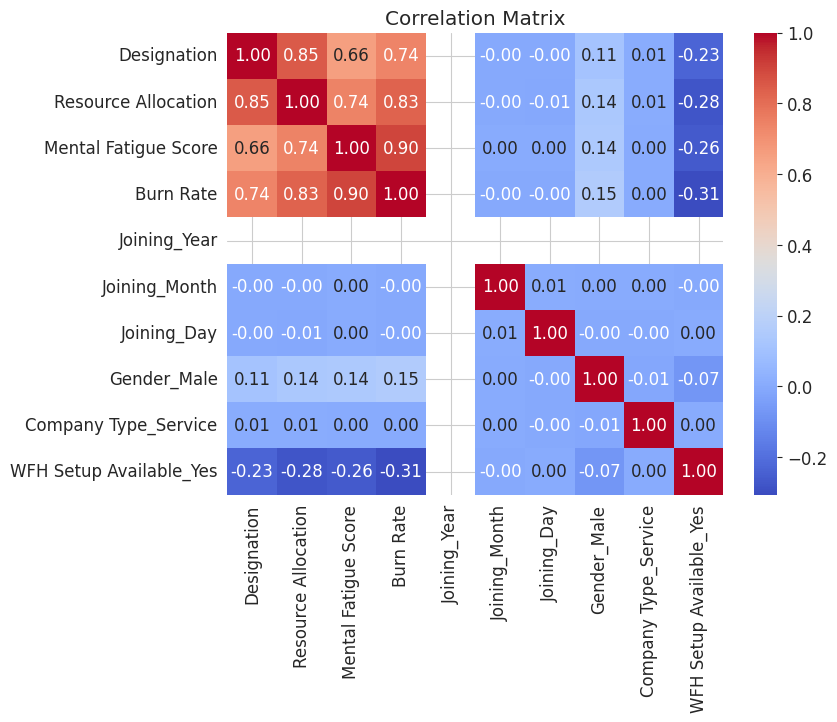 Correlation Matrix
Designation 1.00 0.85 0.66 0.74 -0.00 -0.00 0.11 0.01 -0.23
Resource Allocation 0.85 1.00 0.74 0.83 -0.00 -0.01 0.14 0.01 -0.28
Mental Fatigue Score 0.66 0.74 1.00 0.90 0.00 0.00 0.14 0.00 -0.26
Burn Rate 0.74 0.83 0.90 1.00 -0.00 -0.00 0.15 0.00 -0.31
Joining_Year
Joining_Month -0.00 -0.00 0.00 -0.00 1.00 0.01 0.00 0.00 -0.00
Joining_Day -0.00 -0.01 0.00 -0.00 0.01 1.00 -0.00 -0.00 0.00
Gender_Male 0.11 0.14 0.14 0.15 0.00 -0.00 1.00 -0.01 -0.07
Company Type_Service 0.01 0.01 0.00 0.00 0.00 -0.00 -0.01 1.00 0.00
WFH Setup Available_Yes -0.23 -0.28 -0.26 -0.31 -0.00 0.00 -0.07 0.00 1.00
Designation
Resource Allocation
Mental Fatigue Score
Burn Rate
Joining_Year
Joining_Month
Joining_Day
Gender_Male
Company Type_Service
WFH Setup Available_Yes
1.0
0.8
0.6
0.4
0.2
0.0
−0.2